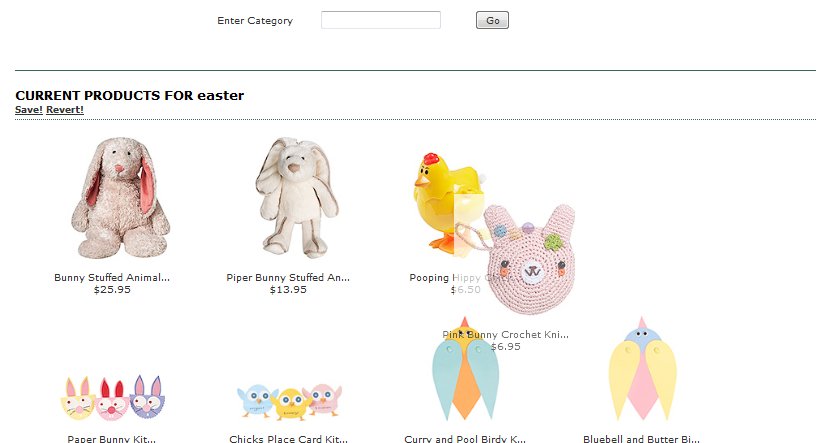 Enter Category Go
CURRENT PRODUCTS FOR easter
Save! Revert!
Bunny Stuffed Animal... Piper Bunny Stuffed An... Pooping Hippy
$25.95 $13.95 $6.50
Pink Bunny Crochet Kni...
$6.95
Paper Bunny Kit... Chicks Place Card Kit... Curry and Pool Birdy K... Bluebell and Butter Bi...